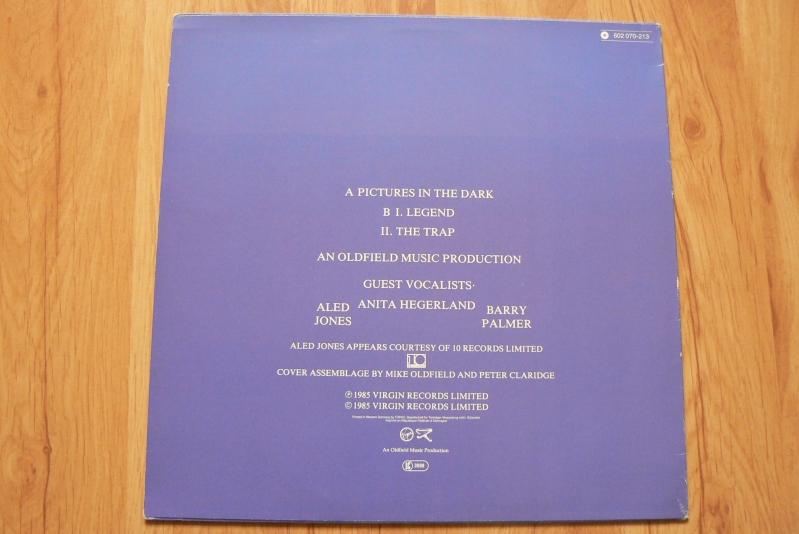 602 070-213
A PICTURES IN THE DARK
B I. LEGEND
II. THE TRAP
AN OLDFIELD MUSIC PRODUCTION
GUEST VOCALISTS·
ALED JONES
ANITA HEGERLAND
BARRY PALMER
ALED JONES APPEARS COURTESY OF 10 RECORDS LIMITED
10
COVER ASSEMBLAGE BY MIKE OLDFIELD AND PETER CLARIDGE
℗ 1985 VIRGIN RECORDS LIMITED
© 1985 VIRGIN RECORDS LIMITED
Virgin
An Oldfield Music Production